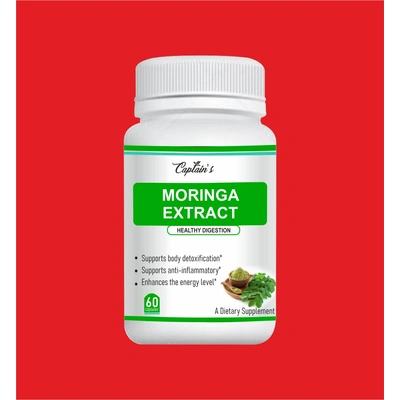 Captain's
MORINGA
EXTRACT
HEALTHY DIGESTION
• Supports body detoxification*
• Supports anti-inflammatory*
• Enhances the energy level*
60
A Dietary Supplement